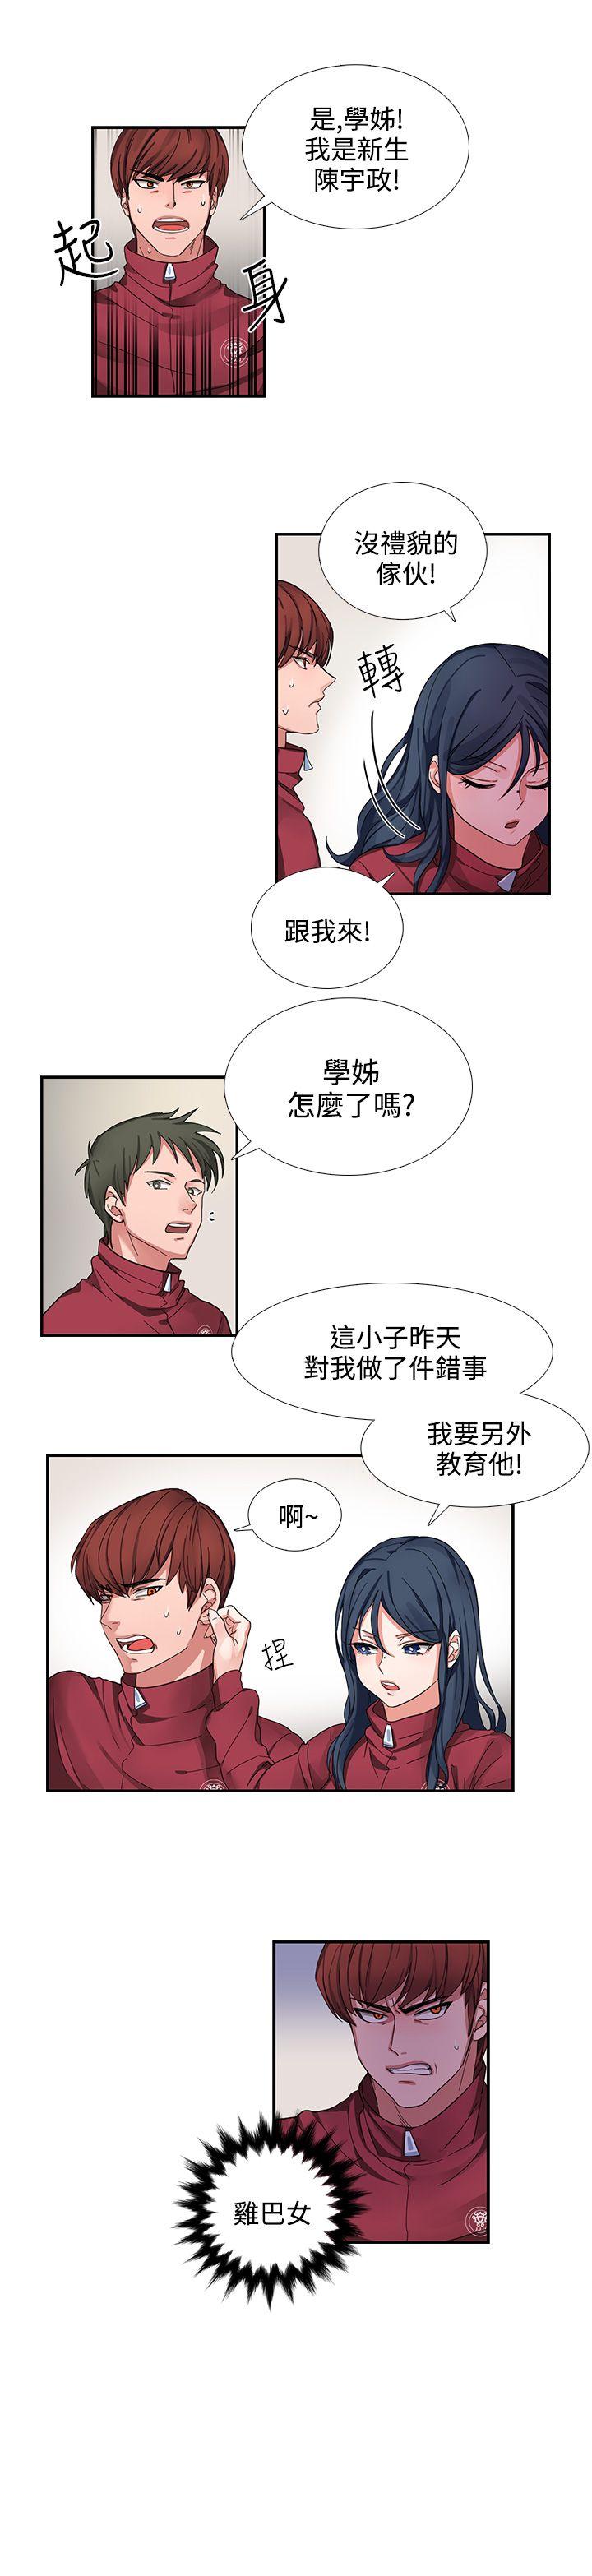 是,學姊!
我是新生
陳宇政!
起
身
沒禮貌的
傢伙!
轉
跟我來!
學姊
怎麼了嗎?
這小子昨天
對我做了件錯事
我要另外
教育他!
啊~
捏
雞巴女